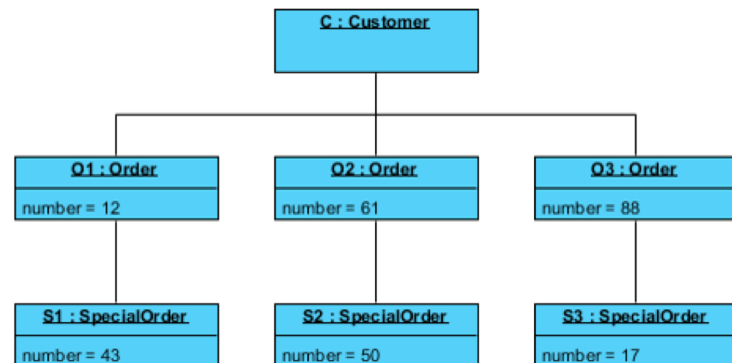 C : Customer
O1 : Order
O2 : Order
O3 : Order
number = 12
number = 61
number = 88
S1 : SpecialOrder
S2 : SpecialOrder
S3 : SpecialOrder
number = 43
number = 50
number = 17